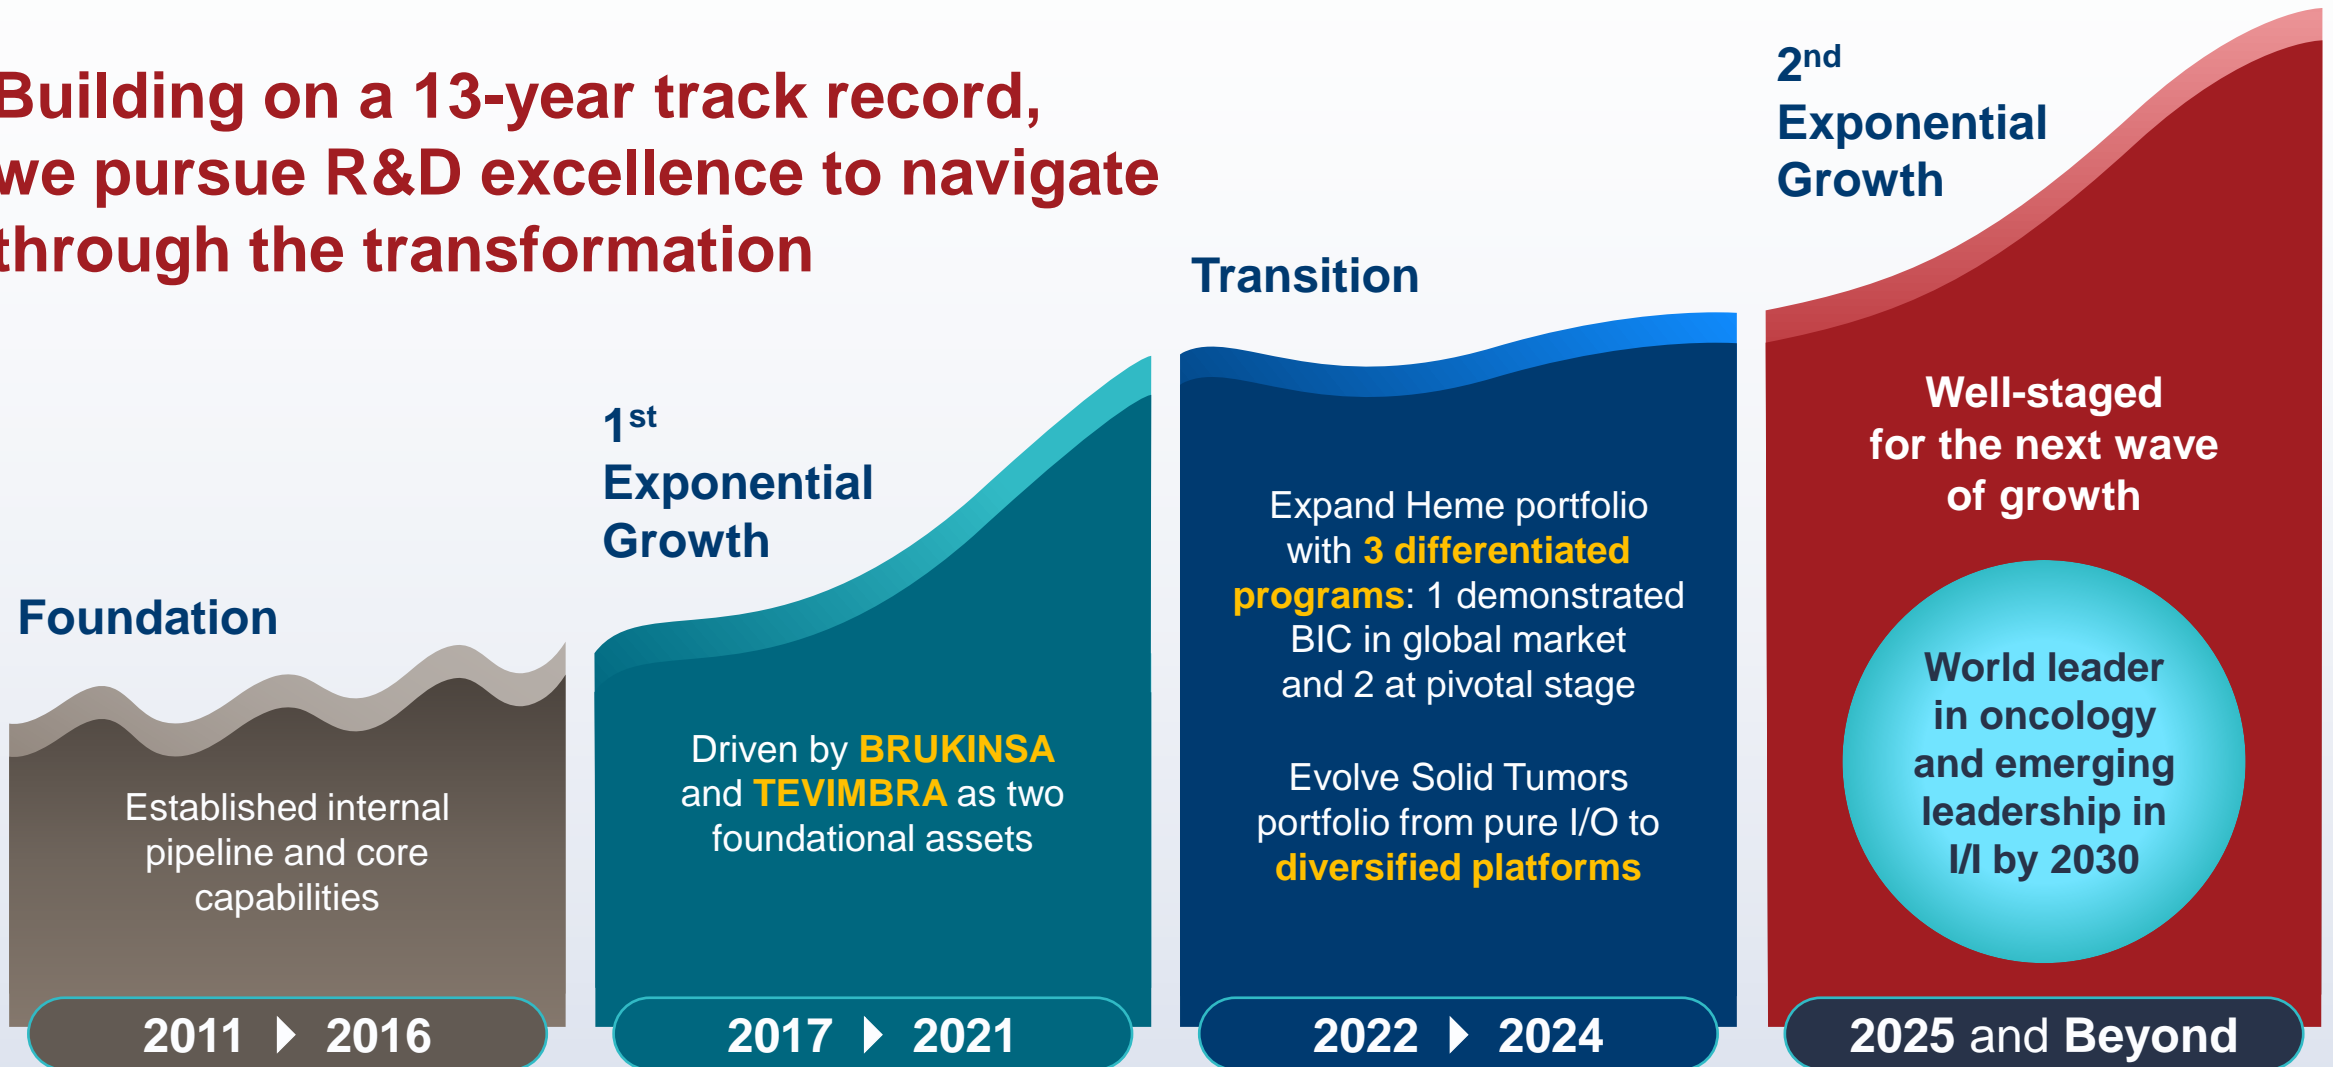 Building on a 13-year track record,
we pursue R&D excellence to navigate
through the transformation
Foundation
Established internal
pipeline and core
capabilities
2011 ▶ 2016
1st
Exponential
Growth
Driven by BRUKINSA
and TEVIMBRA as two
foundational assets
2017 ▶ 2021
Transition
Expand Heme portfolio
with 3 differentiated
programs: 1 demonstrated
BIC in global market
and 2 at pivotal stage
Evolve Solid Tumors
portfolio from pure I/O to
diversified platforms
2022 ▶ 2024
2nd
Exponential
Growth
Well-staged
for the next wave
of growth
World leader
in oncology
and emerging
leadership in
I/I by 2030
2025 and Beyond